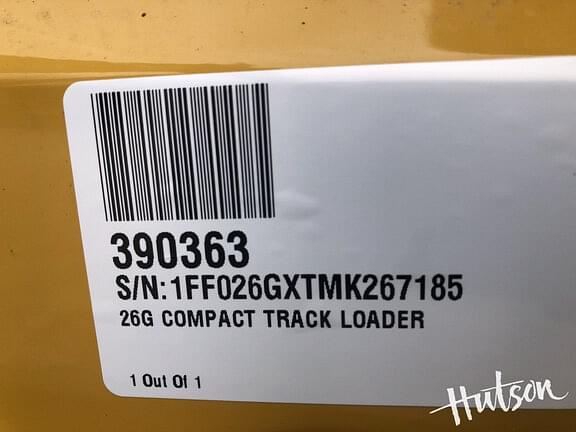 390363
S/N:1FF026GXTMK267185
26G COMPACT TRACK LOADER
1 Out Of 1
Hutson